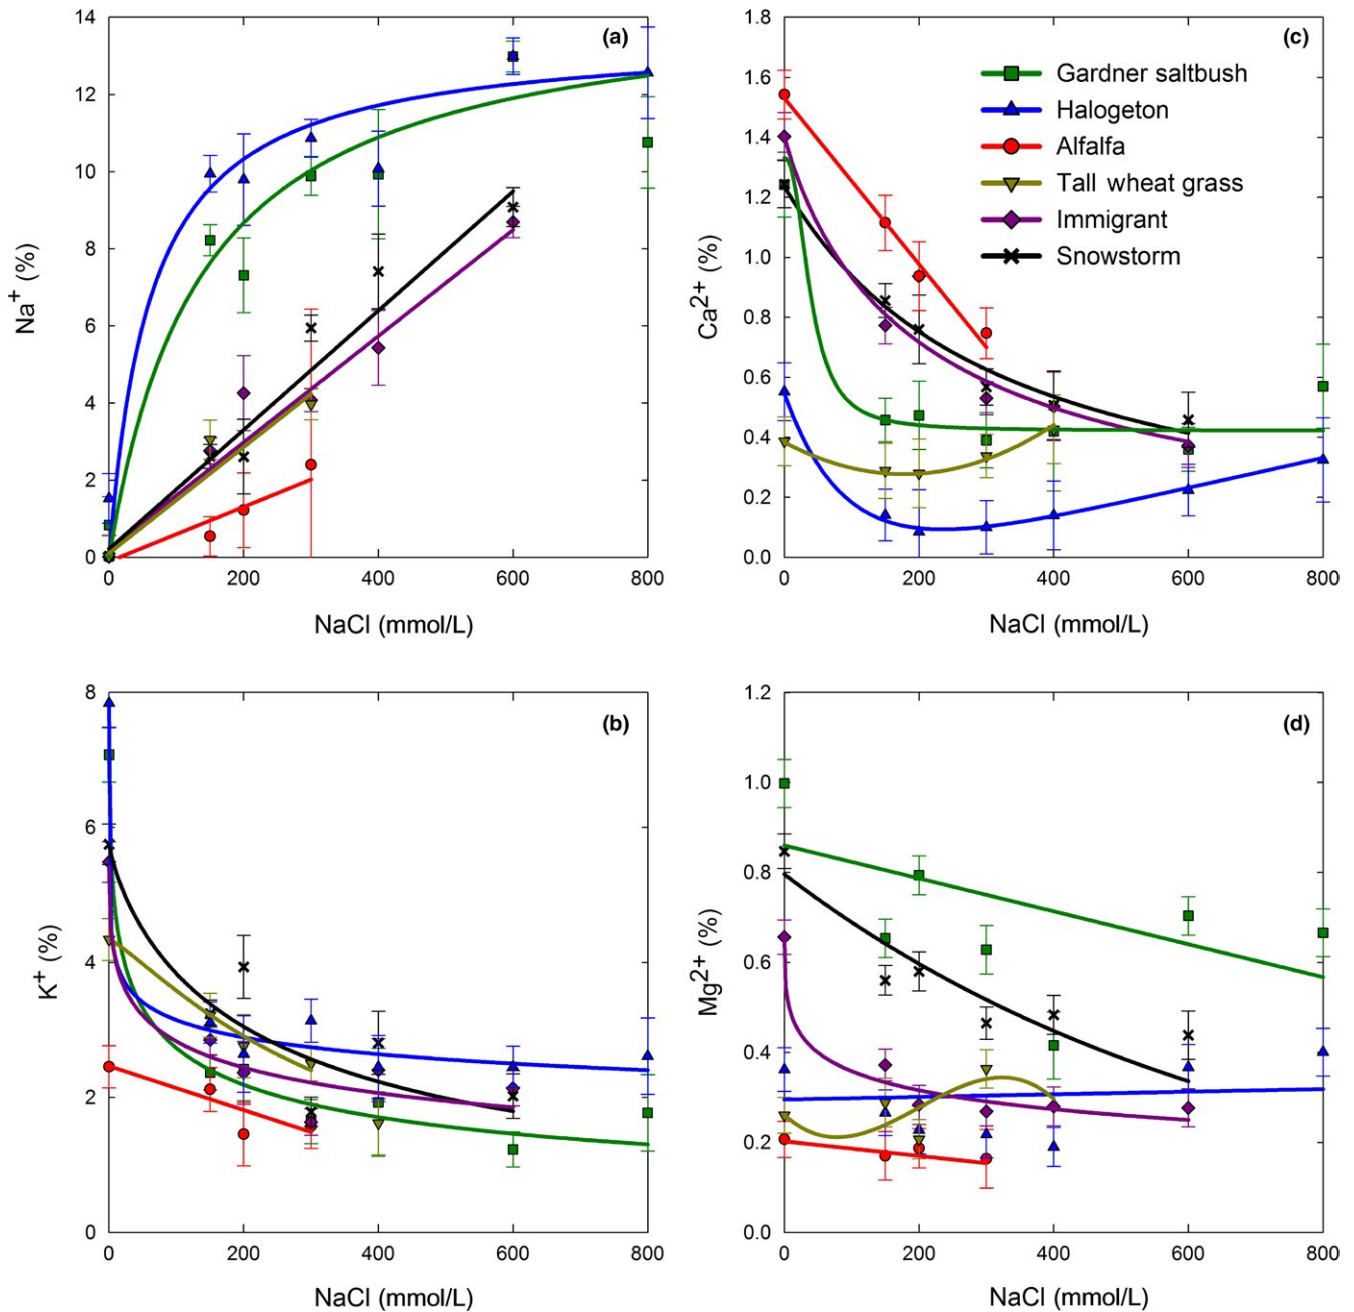 14
12
10
8
6
4
2
0
Na+ (%)
(a)
0 200 400 600 800
NaCl (mmol/L)
1.8
1.6
1.4
1.2
1.0
0.8
0.6
0.4
0.2
0.0
Ca2+ (%)
(c)
Gardner saltbush
Halogeton
Alfalfa
Tall wheat grass
Immigrant
Snowstorm
0 200 400 600 800
NaCl (mmol/L)
8
6
4
2
0
K+ (%)
(b)
0 200 400 600 800
NaCl (mmol/L)
1.2
1.0
0.8
0.6
0.4
0.2
0.0
Mg2+ (%)
(d)
0 200 400 600 800
NaCl (mmol/L)